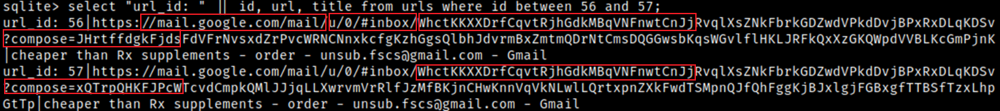 sqlite> select "url_id: " || id, url, title from urls where id between 56 and 57;
url_id: 56|https://mail.google.com/mail/u/0/#inbox/WhctKKXXDrfCqvtRjhGdkMBqVNFnwtCnJjRvqlXsZNkFbrkGDZwdVPkdDvjBPxRxDLqKDSv
?compose=JHrtffdgkFjdsFdVFrNvsxdZrPvcWRNCNnxkcfgKzhGgsQlbhJdvrmBxZmtmQDrNtCmsDQGGwsbKqsWGvlflHKLJRFkQxXzGKQWpdVVBLKcGmPjnK
|cheaper than Rx supplements - order - unsub.fscs@gmail.com - Gmail
url_id: 57|https://mail.google.com/mail/u/0/#inbox/WhctKKXXDrfCqvtRjhGdkMBqVNFnwtCnJjRvqlXsZNkFbrkGDZwdVPkdDvjBPxRxDLqKDSv
?compose=xQTrpQHKFJPcWTcvdCmpkQMlJJjqLLXwrvmVrRlfJzMfBKjnCHwKnnVqVkNLwlLQrtxpnZXkFwdTSMpnQJfQhFggKjBJxlgjFGBxgfTTBSfTzxLhp
GtTp|cheaper than Rx supplements - order - unsub.fscs@gmail.com - Gmail